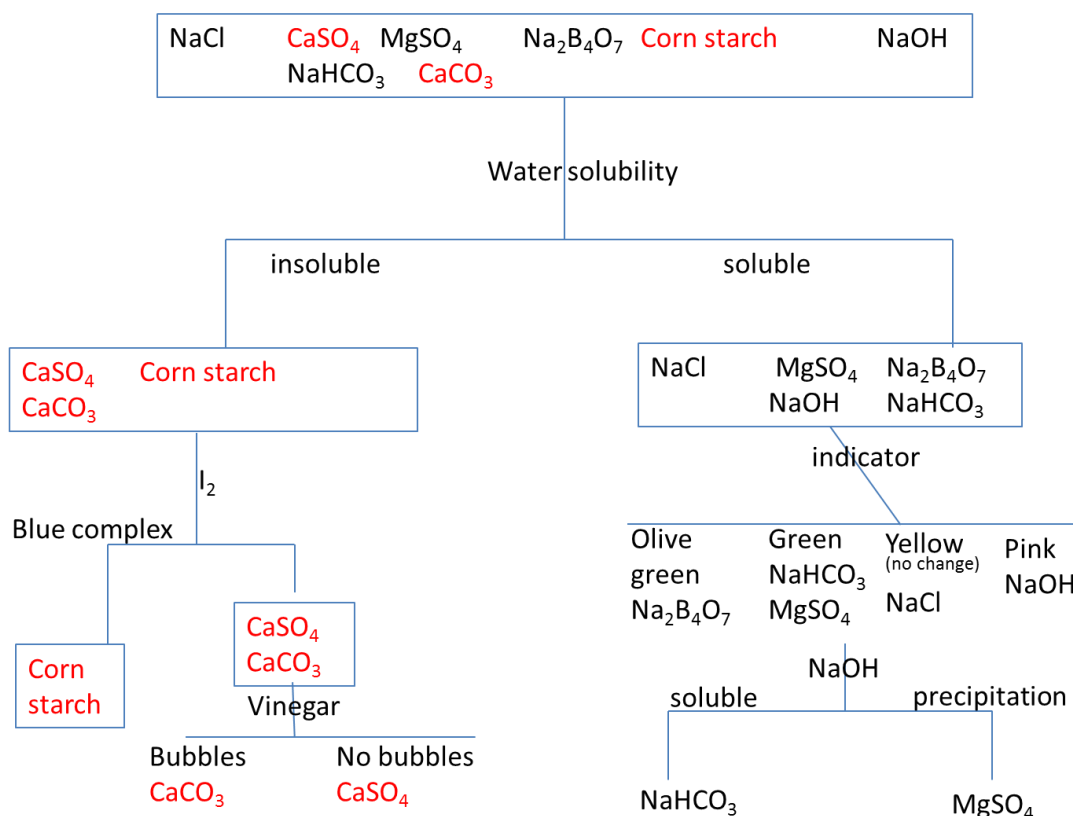 NaCl CaSO₄ MgSO₄ Na₂B₄O₇ Corn starch NaOH
NaHCO₃ CaCO₃
Water solubility
insoluble soluble
CaSO₄ Corn starch
CaCO₃
NaCl MgSO₄ Na₂B₄O₇
NaOH NaHCO₃
I₂
Blue complex
Corn
starch
CaSO₄
CaCO₃
Vinegar
Bubbles
CaCO₃
No bubbles
CaSO₄
indicator
Olive
green
Na₂B₄O₇
Green
NaHCO₃
MgSO₄
Yellow
(no change)
NaCl
Pink
NaOH
NaOH
soluble precipitation
NaHCO₃ MgSO₄